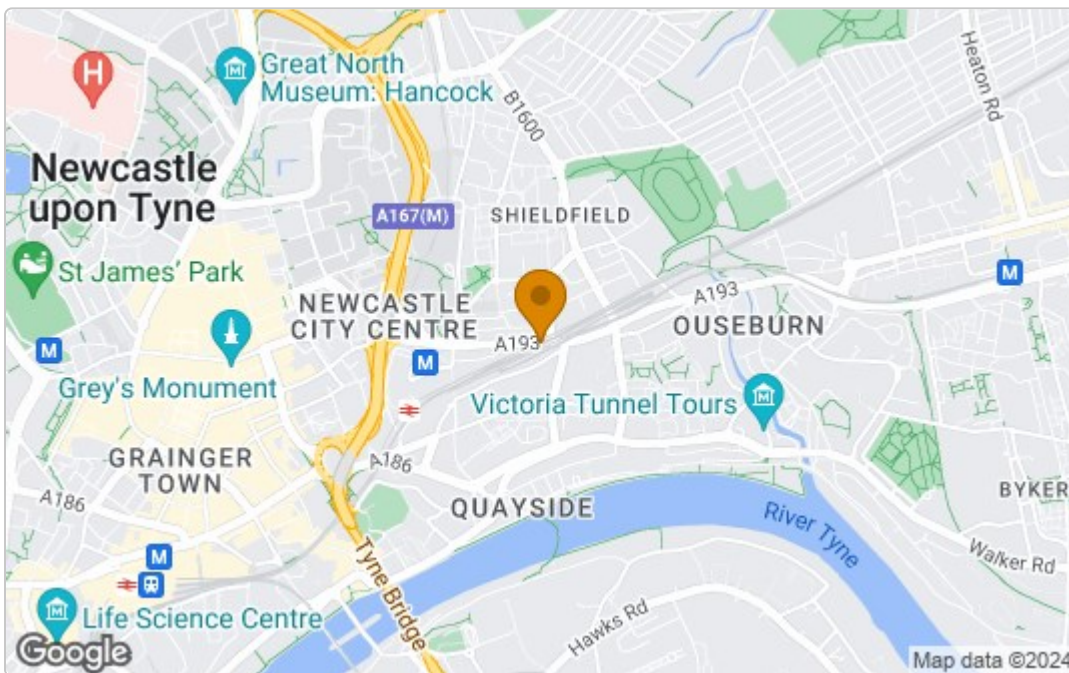 H
Great North
Museum: Hancock
B1600
Heaton Rd
Newcastle
upon Tyne
A167(M)
SHIELDFIELD
St James' Park
M
A193
NEWCASTLE
CITY CENTRE
A193
OUSEBURN
M
M
Grey's Monument
Victoria Tunnel Tours
GRAINGER
TOWN
A186
A186
QUAYSIDE
BYKER
River Tyne
M
Tyne Bridge
Walker Rd
Life Science Centre
Hawks Rd
Google
Map data ©2024